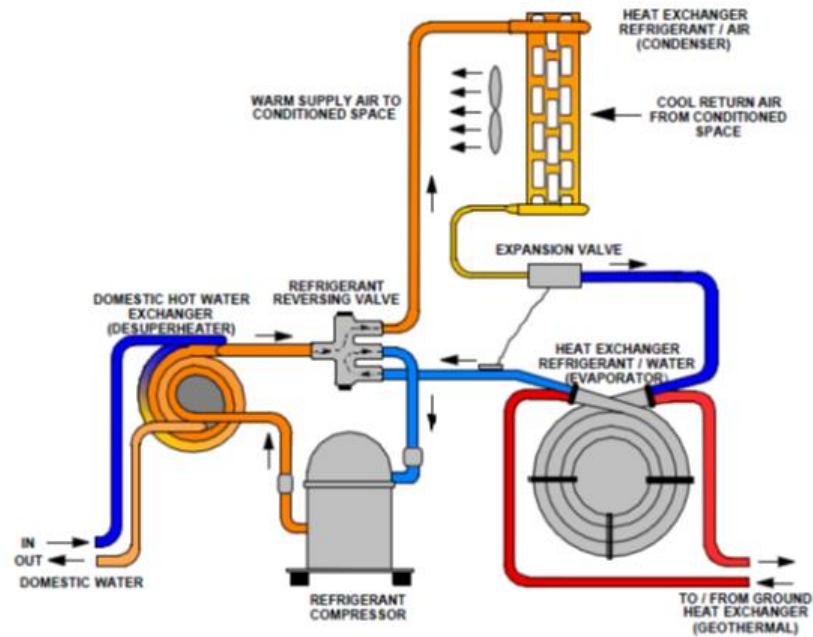 HEAT EXCHANGER
REFRIGERANT / AIR
(CONDENSER)
WARM SUPPLY AIR TO
CONDITIONED SPACE
COOL RETURN AIR
FROM CONDITIONED
SPACE
EXPANSION VALVE
REFRIGERANT
REVERSING VALVE
DOMESTIC HOT WATER
EXCHANGER
(DESUPERHEATER)
HEAT EXCHANGER
REFRIGERANT / WATER
(EVAPORATOR)
IN
OUT
DOMESTIC WATER
REFRIGERANT
COMPRESSOR
TO / FROM GROUND
HEAT EXCHANGER
(GEOTHERMAL)